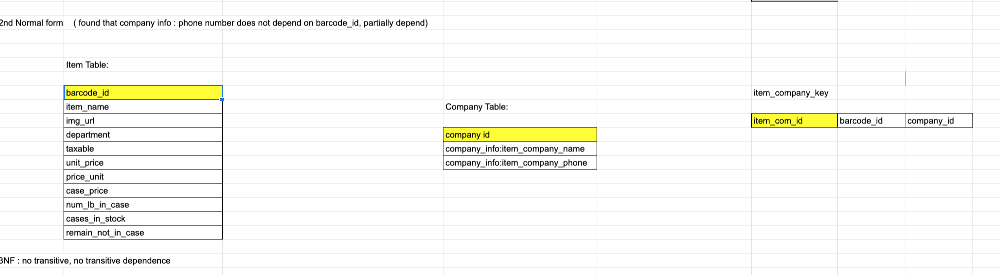 2nd Normal form: ( found that company info : phone number does not depend on barcode_id, partially depend)
Item Table:
barcode_id
item_name
img_url
department
taxable
unit_price
price_unit
case_price
num_lb_in_case
cases_in_stock
remain_not_in_case
Company Table:
company id
company_info:item_company_name
company_info:item_company_phone
item_company_key
item_com_id barcode_id company_id
3NF : no transitive, no transitive dependence